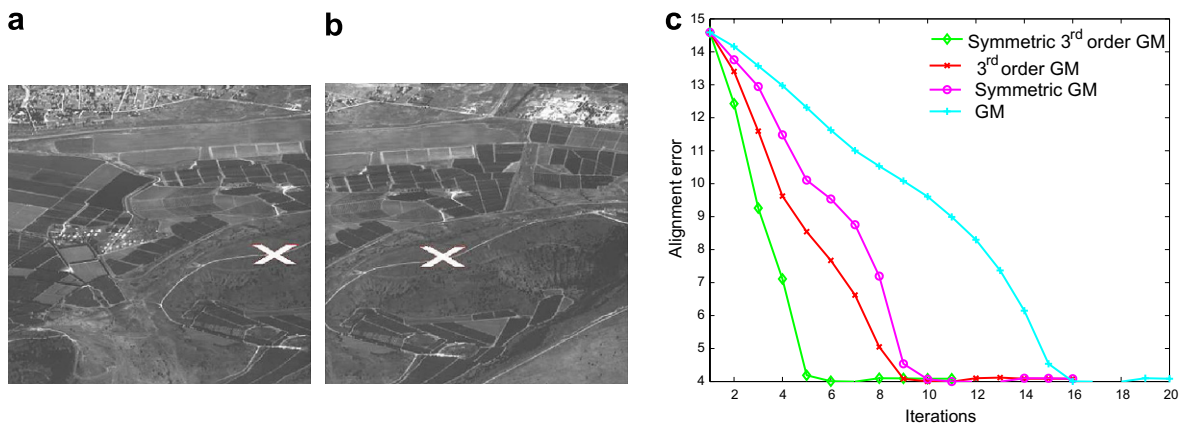 a
b
c
15
14
13
12
11
10
9
8
7
6
5
4
2
4
6
8
10
12
14
16
18
20
Alignment error
Iterations
Symmetric 3rd order GM
3rd order GM
Symmetric GM
GM